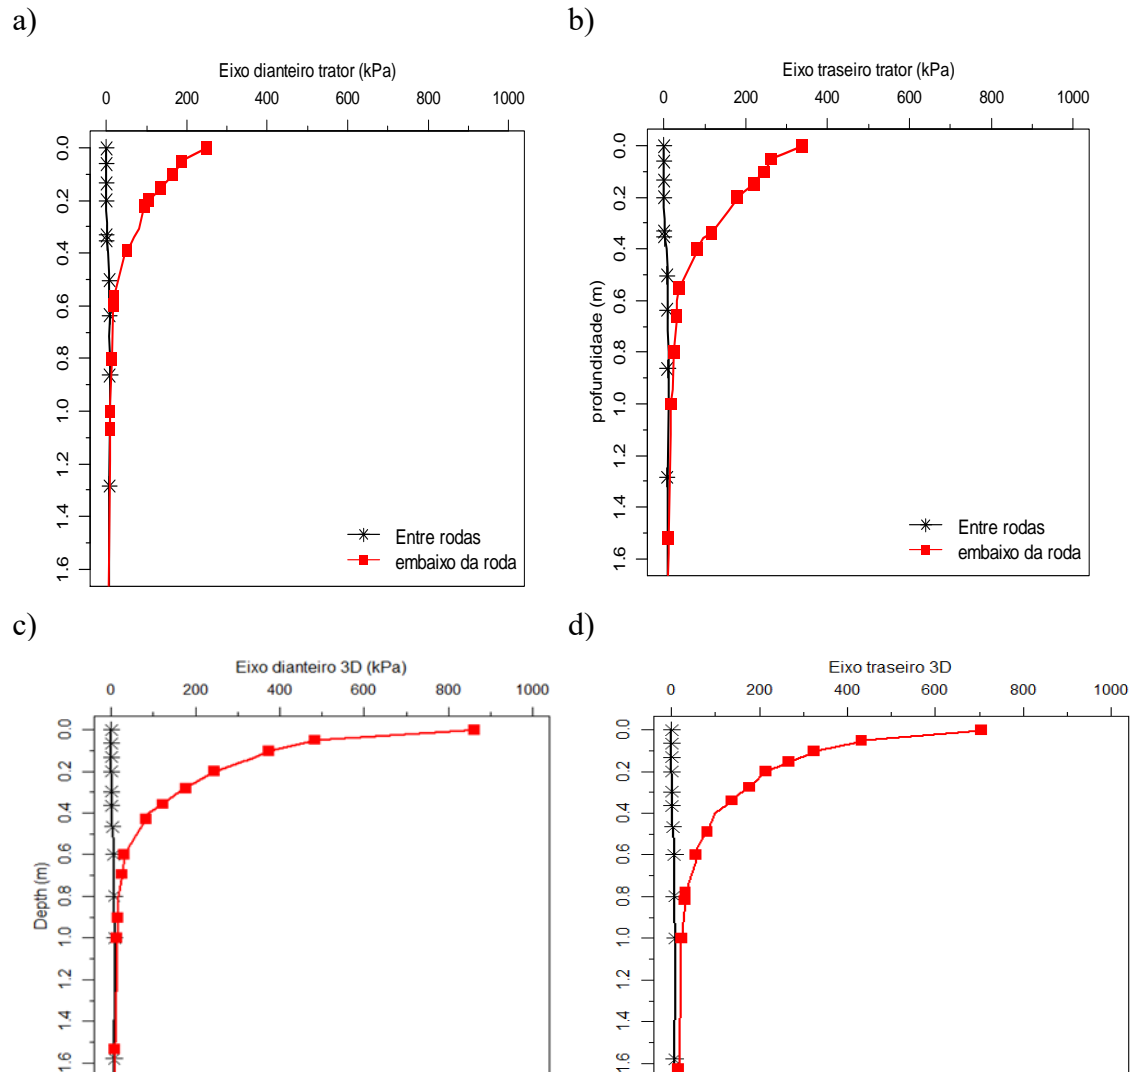 a)
b)
Eixo dianteiro trator (kPa)
0 200 400 600 800 1000
0.0
0.2
0.4
0.6
0.8
1.0
1.2
1.4
1.6
Entre rodas
embaixo da roda
Eixo traseiro trator (kPa)
0 200 400 600 800 1000
profundidade (m)
0.0
0.2
0.4
0.6
0.8
1.0
1.2
1.4
1.6
Entre rodas
embaixo da roda
c)
d)
Eixo dianteiro 3D (kPa)
0 200 400 600 800 1000
Depth (m)
0.0
0.2
0.4
0.6
0.8
1.0
1.2
1.4
1.6
Eixo traseiro 3D
0 200 400 600 800 1000
0.0
0.2
0.4
0.6
0.8
1.0
1.2
1.4
1.6